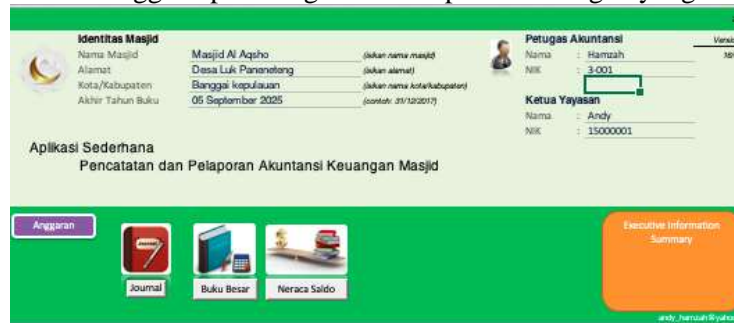 Identitas Masjid
Nama Masjid Masjid Al Aqsho (isikan nama masjid)
Alamat Desa Luk Paneneteng (isikan alamat)
Kota/Kabupaten Banggai kepulauan (isikan nama kota/kabupaten)
Akhir Tahun Buku 05 September 2025 (contoh: 31/12/2017)
Petugas Akuntansi
Nama : Hamzah
NIK : 3-001
Ketua Yayasan
Nama : Andy
NIK : 15000001
Aplikasi Sederhana
Pencatatan dan Pelaporan Akuntansi Keuangan Masjid
Anggaran
Journal
Buku Besar
Neraca Saldo
Executive Information
Summary